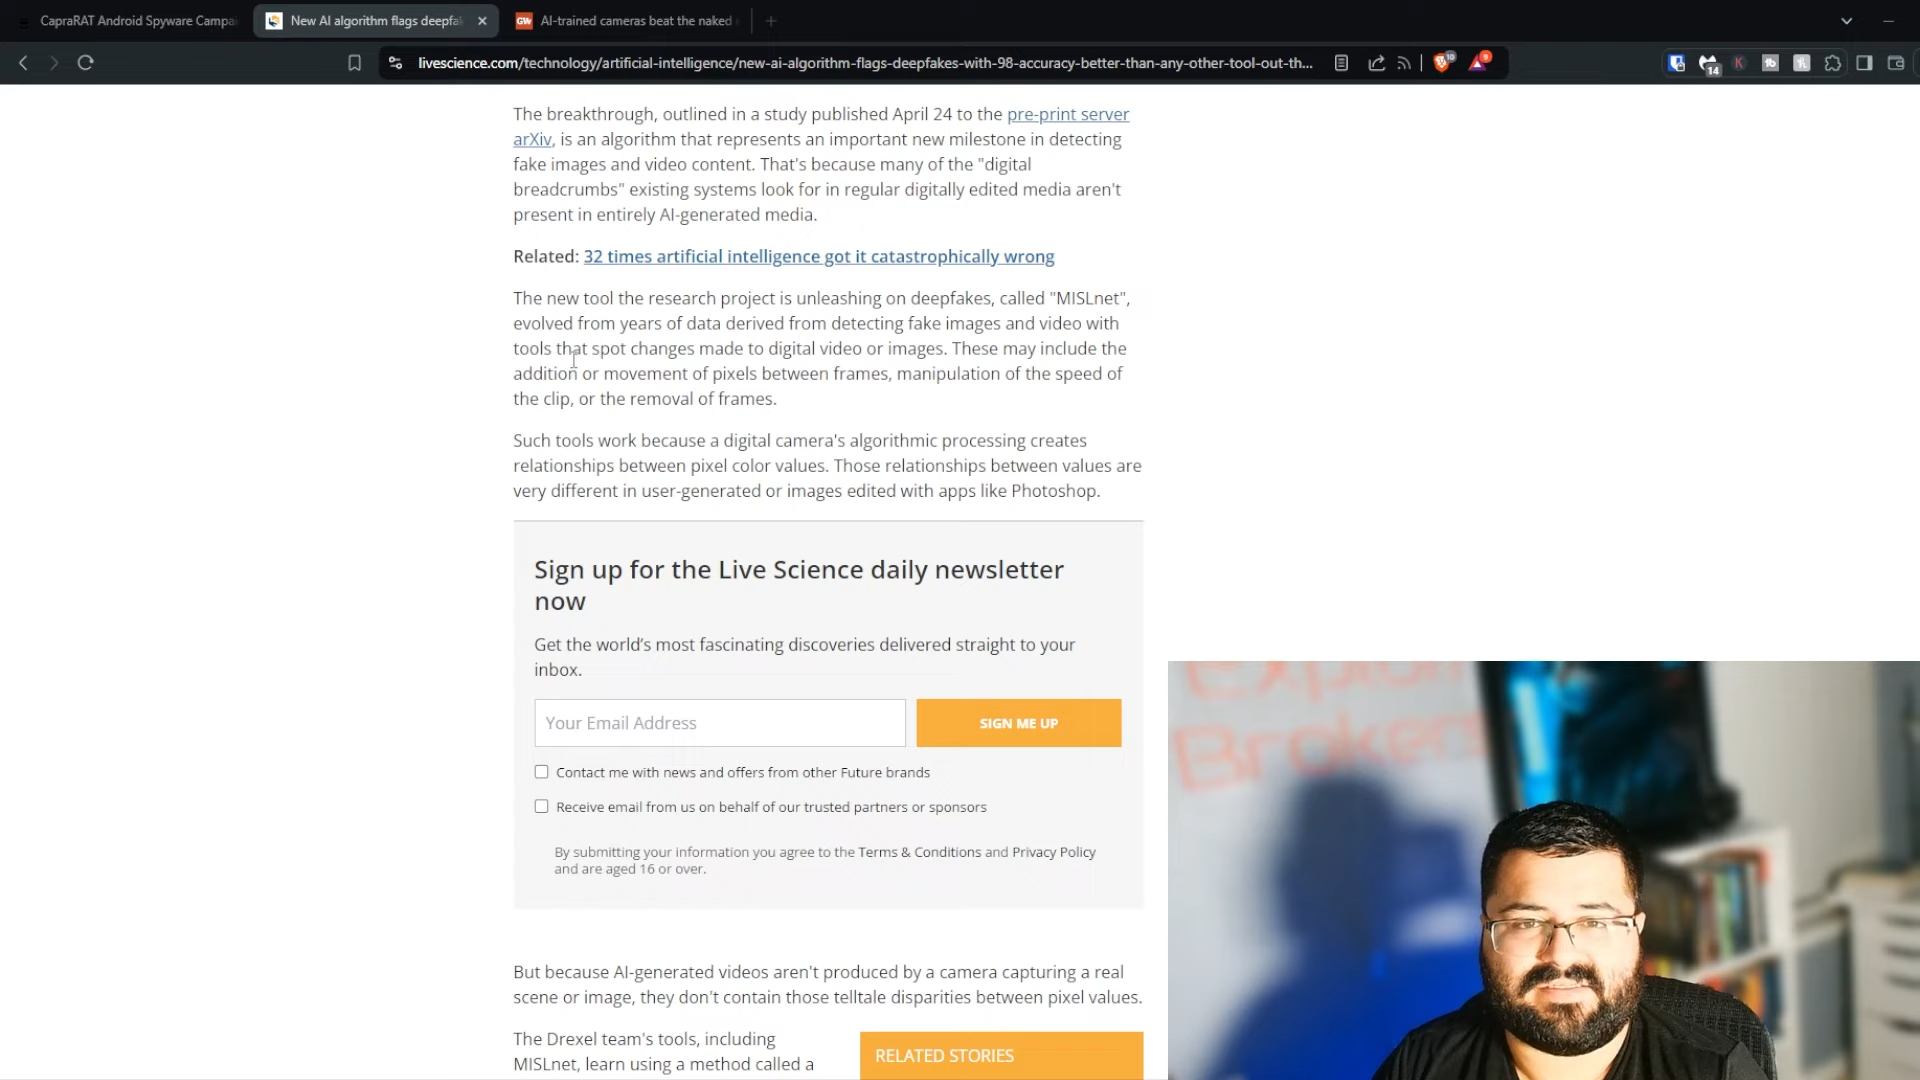 CapraRAT Android Spyware Campai
New AI algorithm flags deepfa
GW AI-trained cameras beat the naked
livescience.com/technology/artificial-intelligence/new-ai-algorithm-flags-deepfakes-with-98-accuracy-better-than-any-other-tool-out-th...
10
9
14
The breakthrough, outlined in a study published April 24 to the pre-print server
arXiv, is an algorithm that represents an important new milestone in detecting
fake images and video content. That's because many of the "digital
breadcrumbs" existing systems look for in regular digitally edited media aren't
present in entirely AI-generated media.
Related: 32 times artificial intelligence got it catastrophically wrong
The new tool the research project is unleashing on deepfakes, called "MISLnet",
evolved from years of data derived from detecting fake images and video with
tools that spot changes made to digital video or images. These may include the
addition or movement of pixels between frames, manipulation of the speed of
the clip, or the removal of frames.
Such tools work because a digital camera's algorithmic processing creates
relationships between pixel color values. Those relationships between values are
very different in user-generated or images edited with apps like Photoshop.
Sign up for the Live Science daily newsletter
now
Get the world’s most fascinating discoveries delivered straight to your
inbox.
Your Email Address
SIGN ME UP
Contact me with news and offers from other Future brands
Receive email from us on behalf of our trusted partners or sponsors
By submitting your information you agree to the Terms & Conditions and Privacy Policy
and are aged 16 or over.
Brokers
But because AI-generated videos aren't produced by a camera capturing a real
scene or image, they don't contain those telltale disparities between pixel values.
The Drexel team's tools, including
MISLnet, learn using a method called a
RELATED STORIES